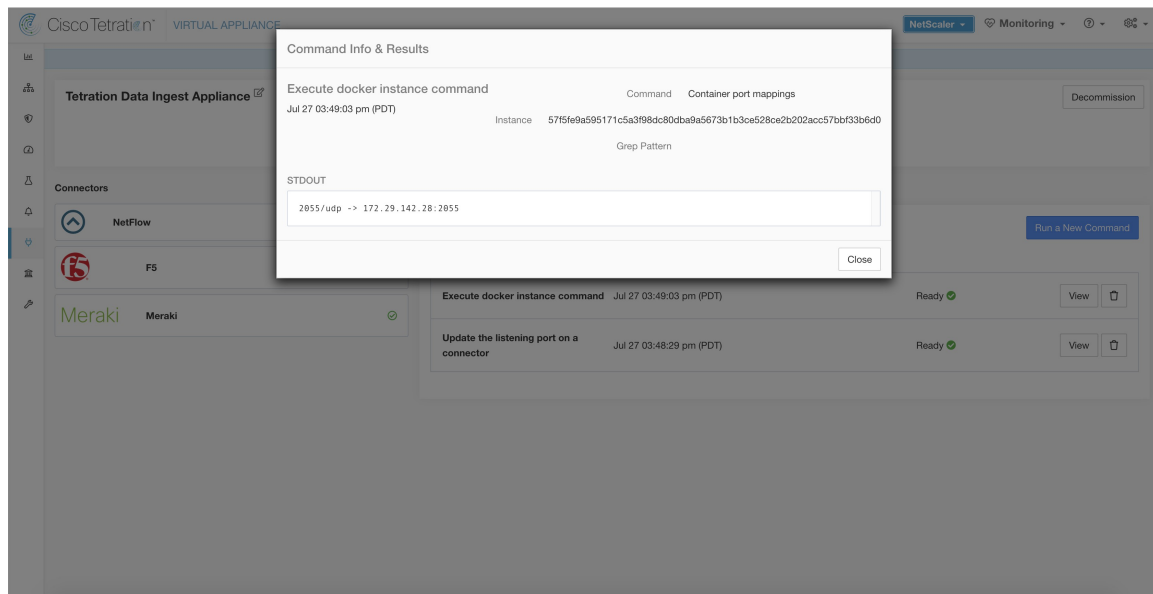 Cisco Tetration™ VIRTUAL APPLIANCE
NetScaler
Monitoring
Command Info & Results
Execute docker instance command
Jul 27 03:49:03 pm (PDT)
Command Container port mappings
Instance 57f5fe9a595171c5a3f98dc80dba9a5673b1b3ce528ce2b202acc57bbf33b6d0
Grep Pattern
STDOUT
2055/udp -> 172.29.142.28:2055
Close
Tetration Data Ingest Appliance
Decommission
Connectors
NetFlow
f5 F5
Meraki Meraki
Run a New Command
Execute docker instance command Jul 27 03:49:03 pm (PDT) Ready View
Update the listening port on a
connector
Jul 27 03:48:29 pm (PDT) Ready View